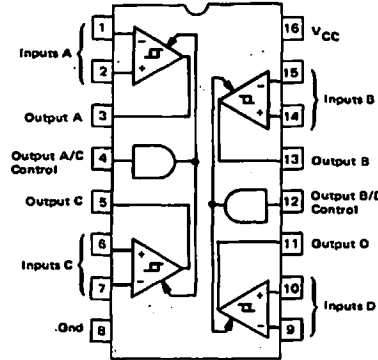 1
Inputs A
2
Output A 3
Output A/C
Control
4
Output C 5
6
Inputs C
7
Gnd 8
16 VCC
15
Inputs B
14
13 Output B
12 Output B/D
Control
11 Output O
10
Inputs D
9
- + - + + - + -